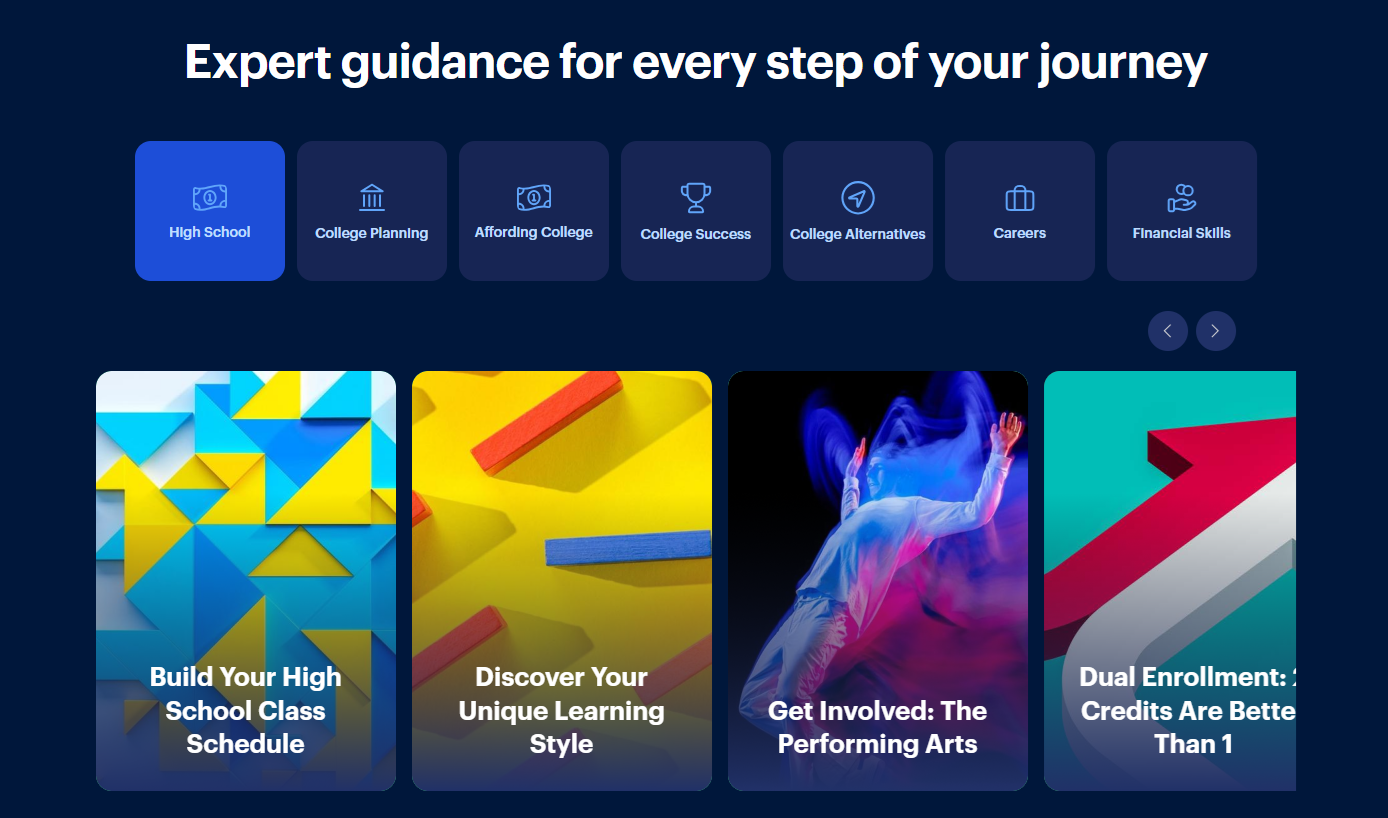 Expert guidance for every step of your journey
High School
College Planning
Affording College
College Success
College Alternatives
Careers
Financial Skills
Build Your High
School Class
Schedule
Discover Your
Unique Learning
Style
Get Involved: The
Performing Arts
Dual Enrollment:
Credits Are Bette
Than 1